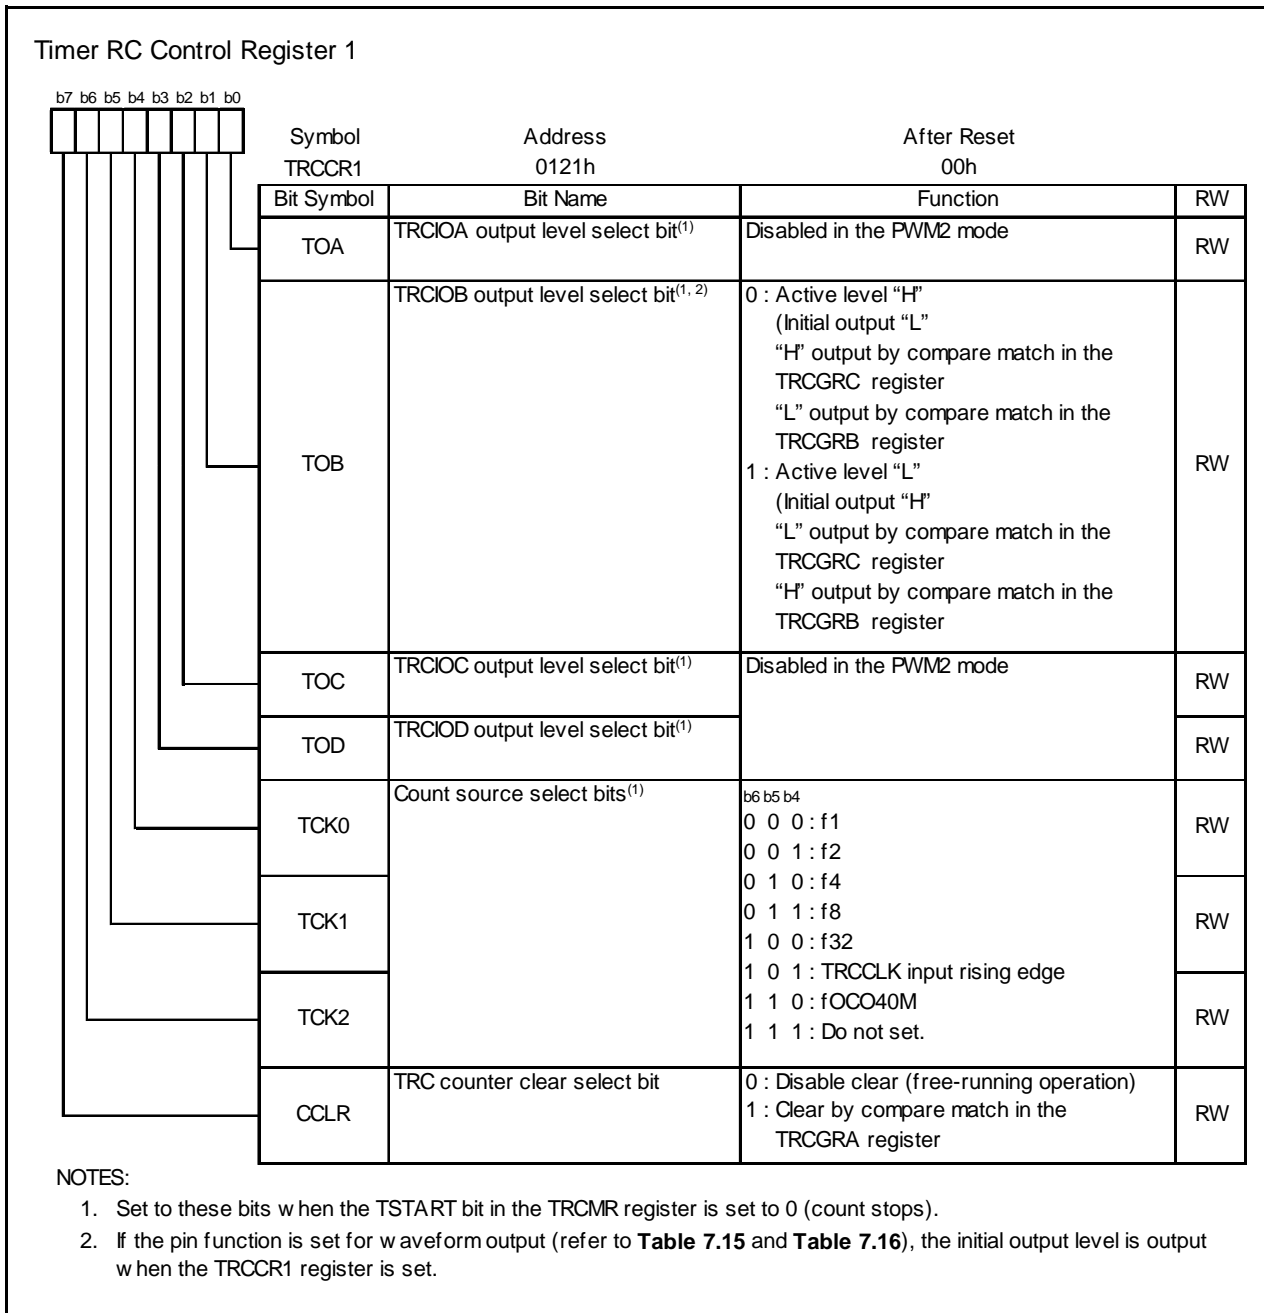 Timer RC Control Register 1
b7 b6 b5 b4 b3 b2 b1 b0
Symbol Address After Reset
TRCCR1 0121h 00h
Bit Symbol Bit Name Function RW
TOA TRCIOA output level select bit(1) Disabled in the PWM2 mode RW
TOB TRCIOB output level select bit(1, 2) 0 : Active level “H” RW
(Initial output “L”
“H” output by compare match in the
TRCGRC register
“L” output by compare match in the
TRCGRB register
1 : Active level “L”
(Initial output “H”
“L” output by compare match in the
TRCGRC register
“H” output by compare match in the
TRCGRB register
TOC TRCIOC output level select bit(1) Disabled in the PWM2 mode RW
TOD TRCIOD output level select bit(1) RW
TCK0 Count source select bits(1) b6 b5 b4 RW
0 0 0 : f1
0 0 1 : f2
0 1 0 : f4
TCK1 0 1 1 : f8 RW
1 0 0 : f32
1 0 1 : TRCCLK input rising edge
TCK2 1 1 0 : fOCO40M RW
1 1 1 : Do not set.
CCLR TRC counter clear select bit 0 : Disable clear (free-running operation) RW
1 : Clear by compare match in the
TRCGRA register
NOTES:
1. Set to these bits when the TSTART bit in the TRCMR register is set to 0 (count stops).
2. If the pin function is set for waveform output (refer to Table 7.15 and Table 7.16), the initial output level is output
when the TRCCR1 register is set.